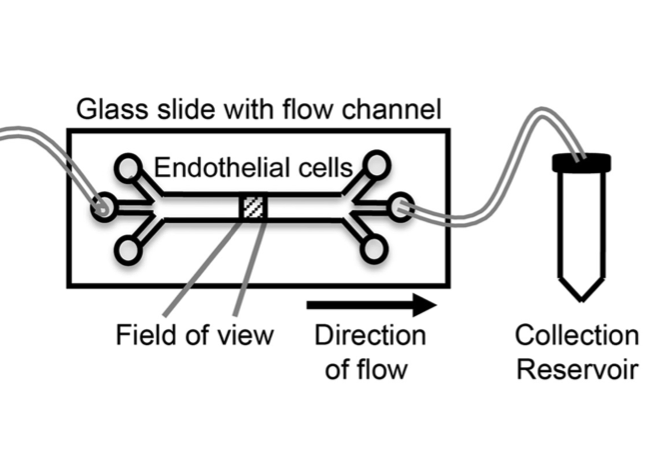 Glass slide with flow channel
Endothelial cells
Field of view
Direction
of flow
Collection
Reservoir